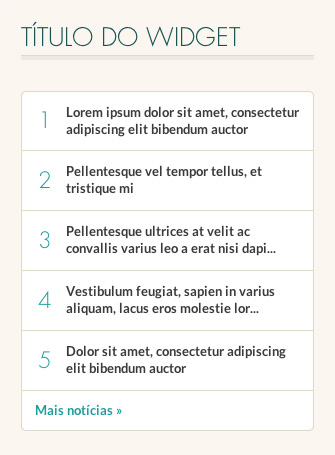 TÍTULO DO WIDGET
1 Lorem ipsum dolor sit amet, consectetur
adipiscing elit bibendum auctor
2 Pellentesque vel tempor tellus, et
tristique mi
3 Pellentesque ultrices at velit ac
convallis varius leo a erat nisi dapi...
4 Vestibulum feugiat, sapien in varius
aliquam, lacus eros molestie lor...
5 Dolor sit amet, consectetur adipiscing
elit bibendum auctor
Mais notícias »